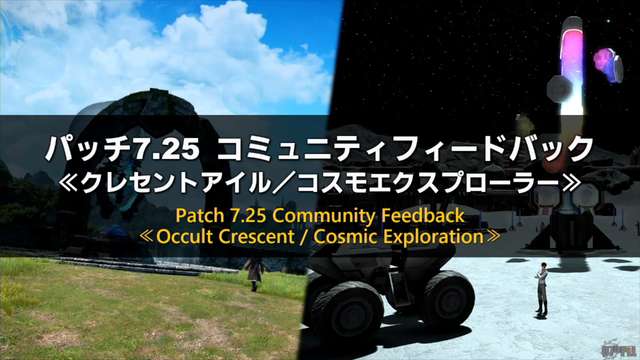 パッチ7.25 コミュニティフィードバック
≪クレセントアイル／コスモエクスプローラー≫
Patch 7.25 Community Feedback
≪Occult Crescent / Cosmic Exploration≫